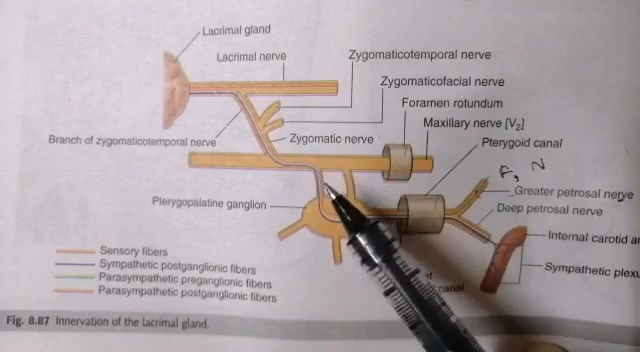 Lacrimal gland
Lacrimal nerve
Zygomaticotemporal nerve
Zygomaticofacial nerve
Foramen rotundum
Maxillary nerve [V2]
Pterygoid canal
Branch of zygomaticotemporal nerve
Zygomatic nerve
F, N
Greater petrosal nerve
Pterygopalatine ganglion
Deep petrosal nerve
Internal carotid
Sympathetic
canal
Sensory fibers
Sympathetic postganglionic fibers
Parasympathetic preganglionic fibers
Parasympathetic postganglionic fibers
Fig. 8.87 Innervation of the lacrimal gland.